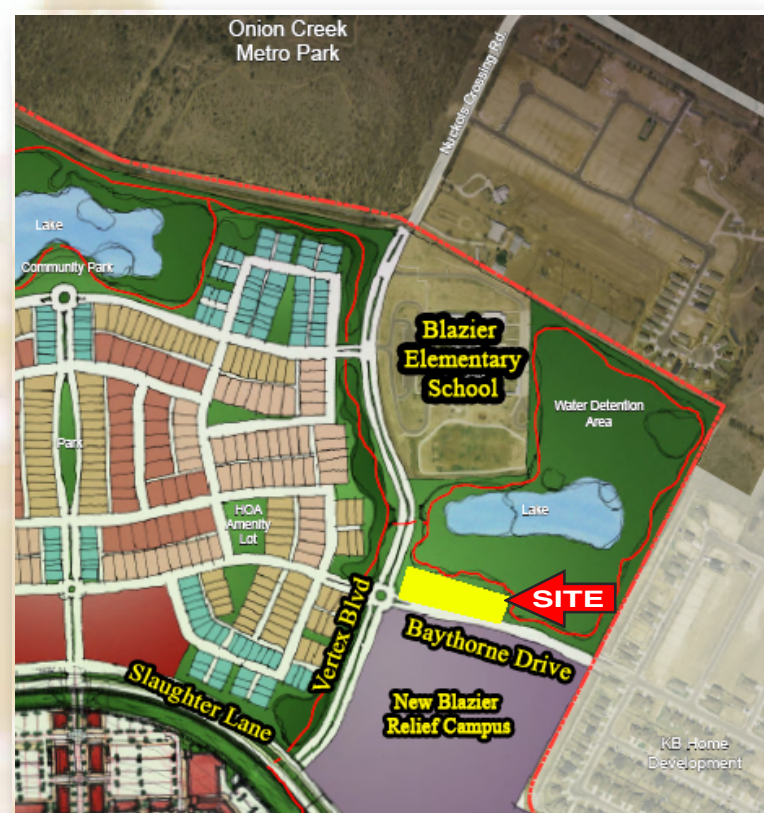 Onion Creek
Metro Park
Nuckols Crossing Rd.
Lake
Community Park
Blazier
Elementary
School
Water Detention
Area
Park
HOA
Amenity
Lot
Lake
SITE
Vertex Blvd
Baythorne Drive
Slaughter Lane
New Blazier
Relief Campus
KB Home
Development